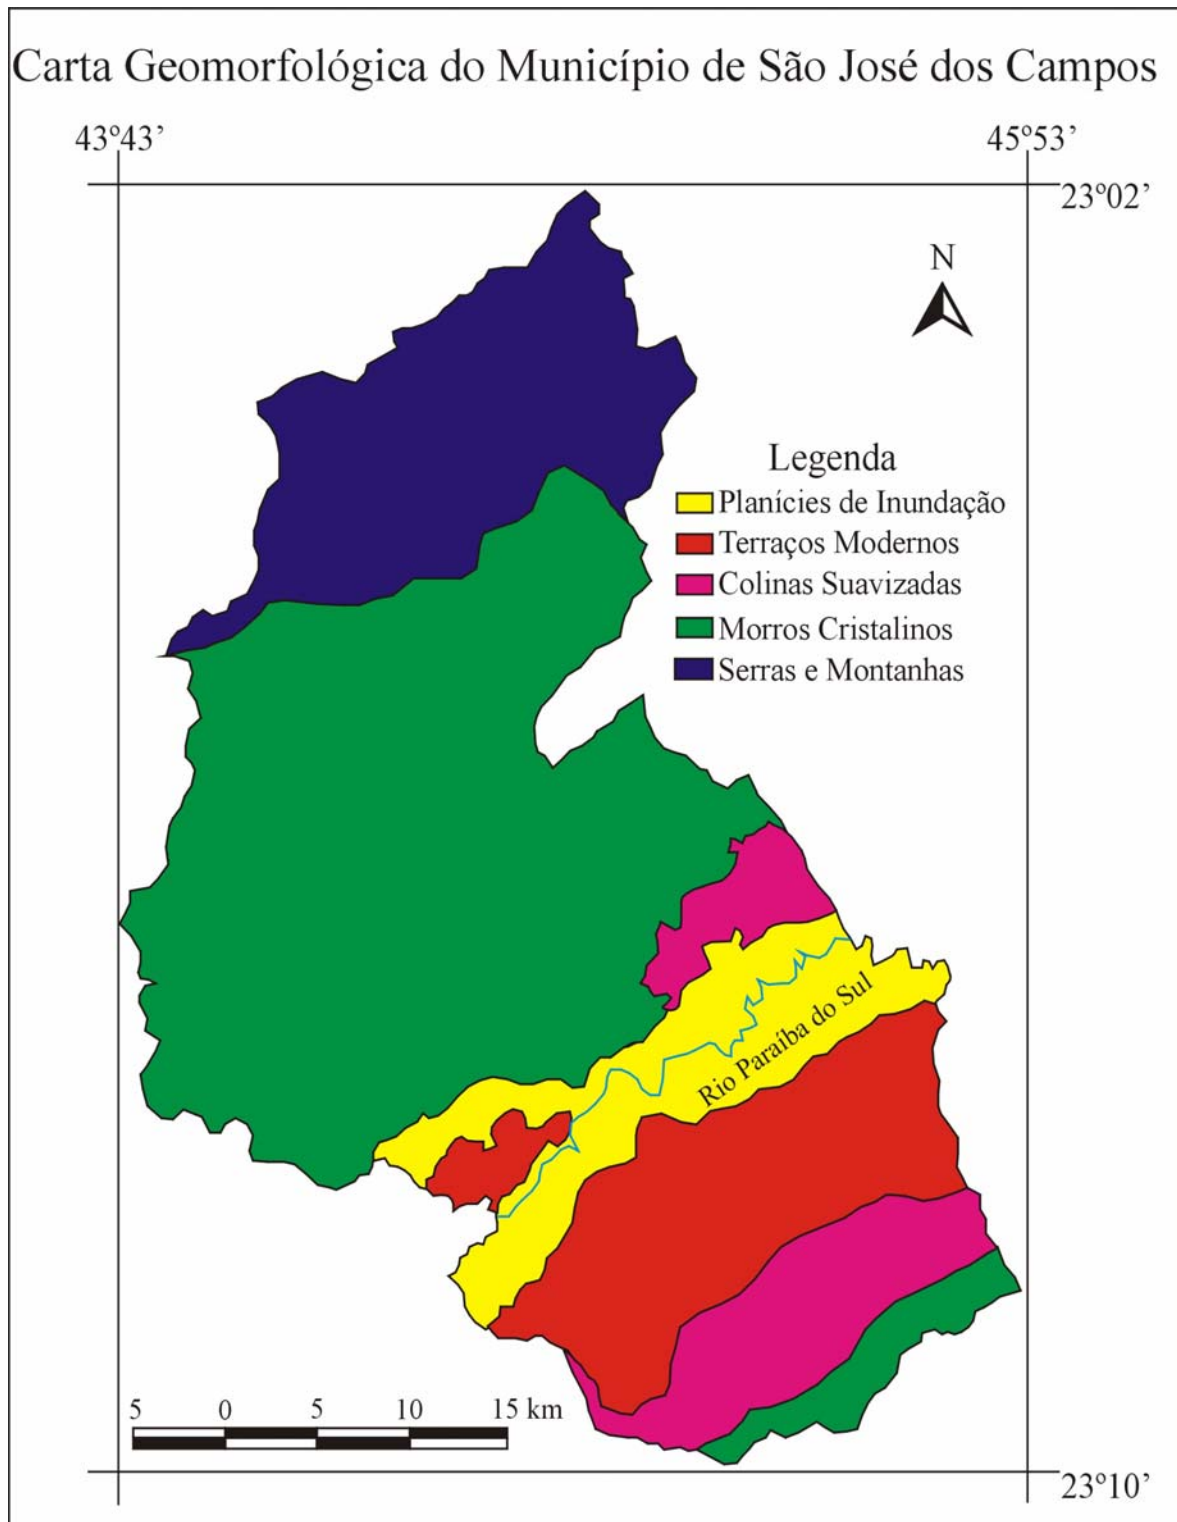 Carta Geomorfológica do Município de São José dos Campos
43º43’
45º53’
23º02’
N
Legenda
Planícies de Inundação
Terraços Modernos
Colinas Suavizadas
Morros Cristalinos
Serras e Montanhas
Rio Paraíba do Sul
5 0 5 10 15 km
23º10’